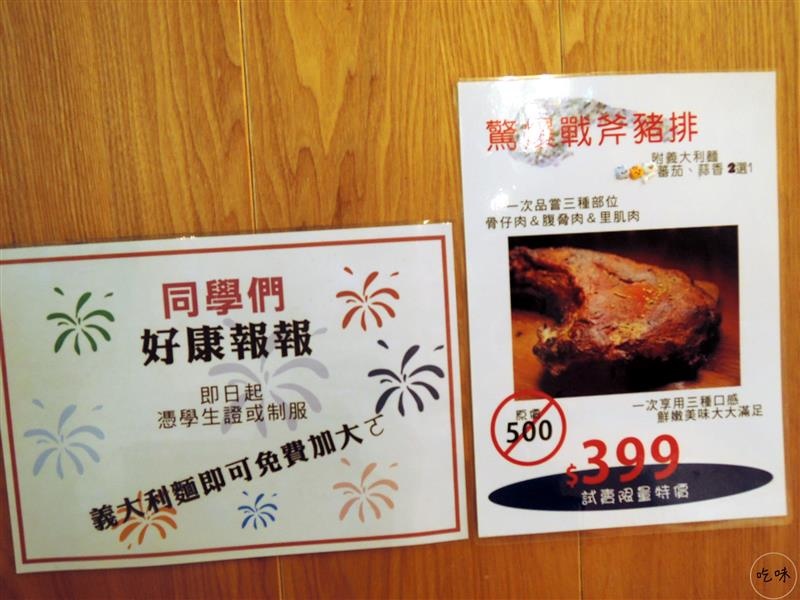 同學們
好康報報
即日起
憑學生證或制服
義大利麵即可免費加大ㄛ
驚爆戰斧豬排
附義大利麵
蕃茄、蒜香 2選1
一次品嘗三種部位
骨仔肉&腹脅肉&里肌肉
一次享用三種口感
鮮嫩美味大大滿足
原價
500
$399
試賣限量特價
吃味